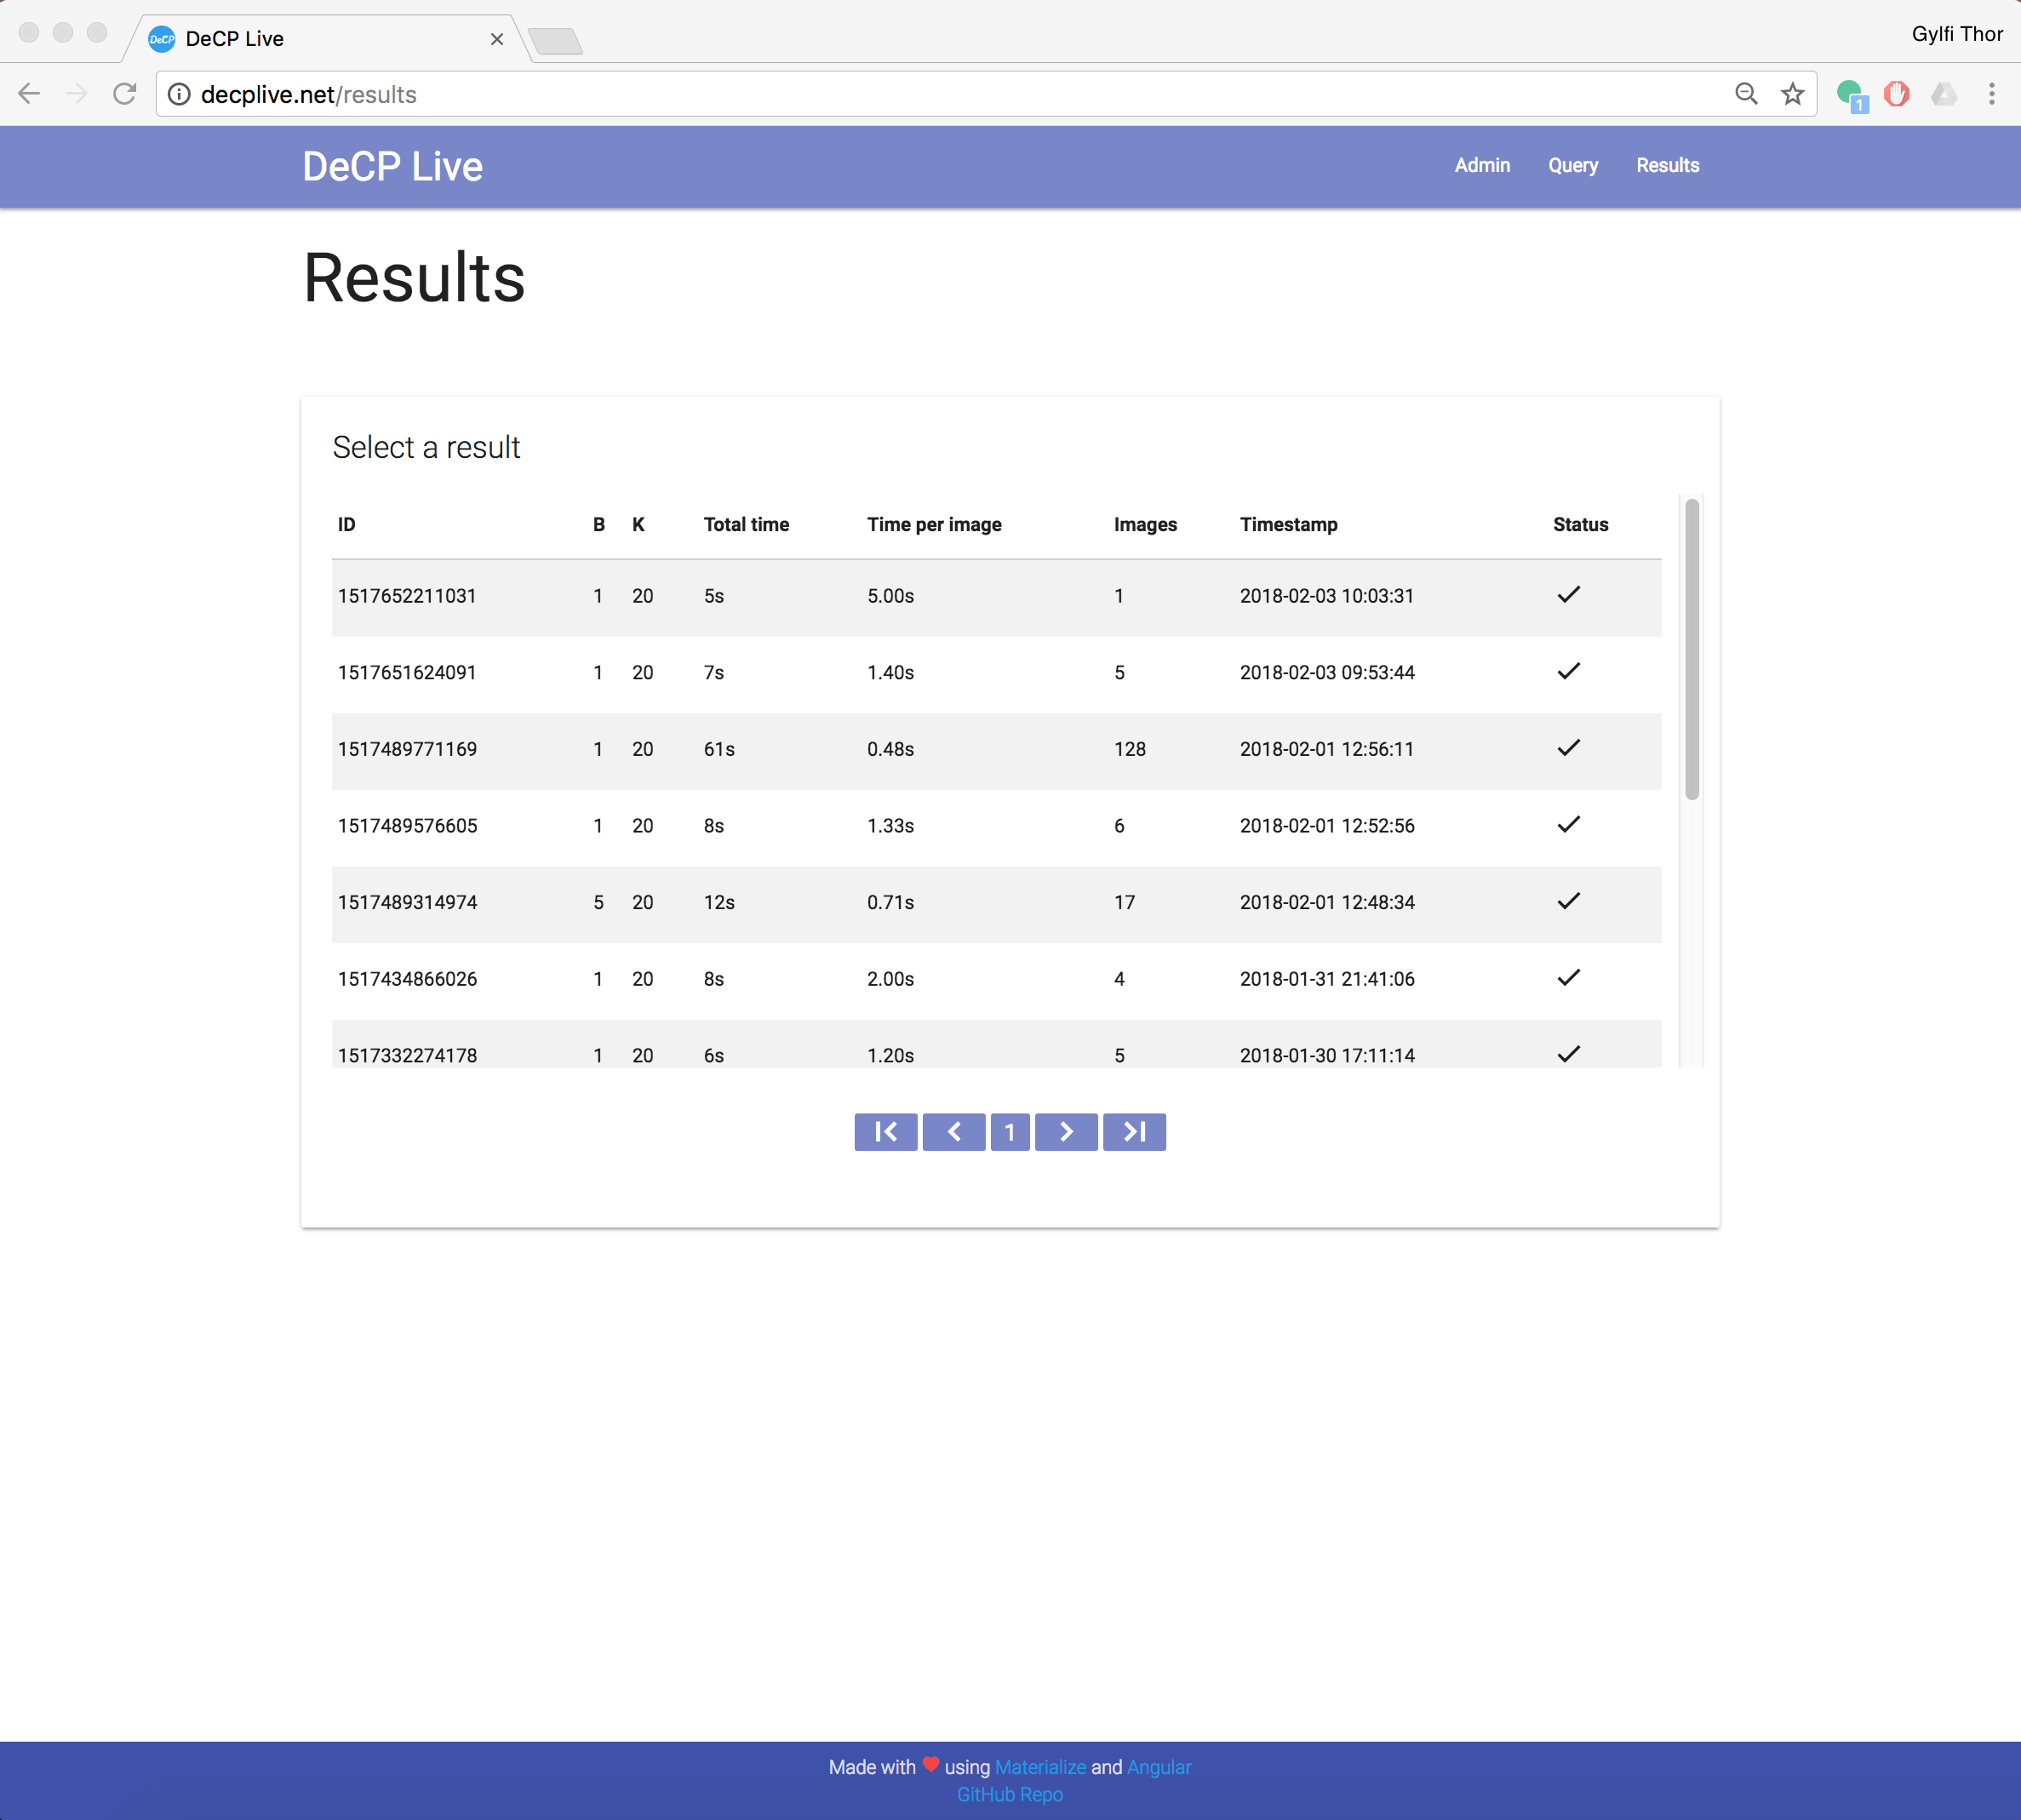 DeCP DeCP Live
Gylfi Thor
decplive.net/results
1
DeCP Live
Admin Query Results
Results
Select a result
ID B K Total time Time per image Images Timestamp Status
1517652211031 1 20 5s 5.00s 1 2018-02-03 10:03:31
1517651624091 1 20 7s 1.40s 5 2018-02-03 09:53:44
1517489771169 1 20 61s 0.48s 128 2018-02-01 12:56:11
1517489576605 1 20 8s 1.33s 6 2018-02-01 12:52:56
1517489314974 5 20 12s 0.71s 17 2018-02-01 12:48:34
1517434866026 1 20 8s 2.00s 4 2018-01-31 21:41:06
1517332274178 1 20 6s 1.20s 5 2018-01-30 17:11:14
1
Made with ❤ using Materialize and Angular
GitHub Repo